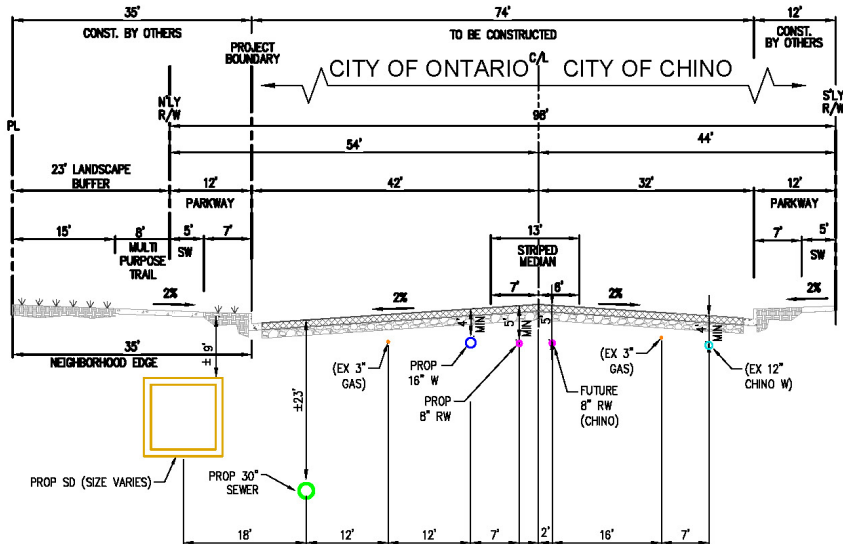 35'
74'
12'
CONST. BY OTHERS
TO BE CONSTRUCTED
CONST.
BY OTHERS
PROJECT
BOUNDARY
C/L
CITY OF ONTARIO
CITY OF CHINO
N'LY
R/W
S'LY
R/W
PL
98'
54'
44'
23' LANDSCAPE
BUFFER
12'
42'
32'
12'
PARKWAY
PARKWAY
15'
8'
5'
7'
13'
7'
5'
MULTI
PURPOSE
TRAIL
SW
STRIPED
MEDIAN
SW
7'
6'
2%
2%
2%
2%
4'
MIN
5'
MIN
5'
4'
MIN
35'
NEIGHBORHOOD EDGE
± 9'
±23'
(EX 3"
GAS)
PROP
16" W
PROP
8" RW
FUTURE
8" RW
(CHINO)
(EX 3"
GAS)
(EX 12"
CHINO W)
PROP SD (SIZE VARIES)
PROP 30"
SEWER
18'
12'
12'
7'
2'
16'
7'